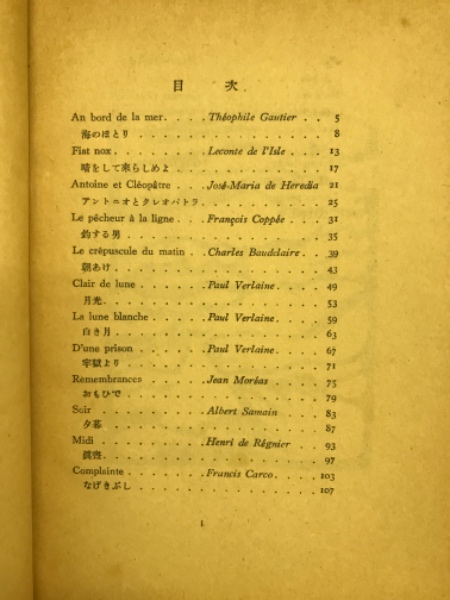 目次
An bord de la mer. . . . Théophile Gautier . . 5
海のほとり . . . . . . . . . . . . . . 8
Fiat nox . . . . . . . Leconte de l'Isle . . . 13
暗をして来らしめよ . . . . . . . . . . . 17
Antoine et Cléopâtre . . . José-Maria de Heredia 21
アントニオとクレオパトラ. . . . . . . . . 25
Le pêcheur à la ligne . . . François Coppée . . 31
釣する男 . . . . . . . . . . . . . . . 35
Le crêpuscule du matin . . Charles Baudelaire. . 39
朝あけ . . . . . . . . . . . . . . . . 43
Clair de lune . . . . . . Paul Verlaine . . . . 49
月光. . . . . . . . . . . . . . . . . 53
La lune blanche . . . . . Paul Verlaine . . . . 59
白き月 . . . . . . . . . . . . . . . . 63
D'une prison . . . . . . Paul Verlaine . . . . 67
牢獄より . . . . . . . . . . . . . . . 71
Remembrances . . . . . Jean Moréas . . . . 75
おもひで . . . . . . . . . . . . . . . 79
Soir . . . . . . . . . Albert Samain . . . . 83
夕暮 . . . . . . . . . . . . . . . . . 87
Midi . . . . . . . . . Henri de Régnier . . . 93
. . . . . . . . . . . . . . . . . 97
Complainte . . . . . . . Francis Carco. . . . . 103
なげきぶし . . . . . . . . . . . . . . 107
1